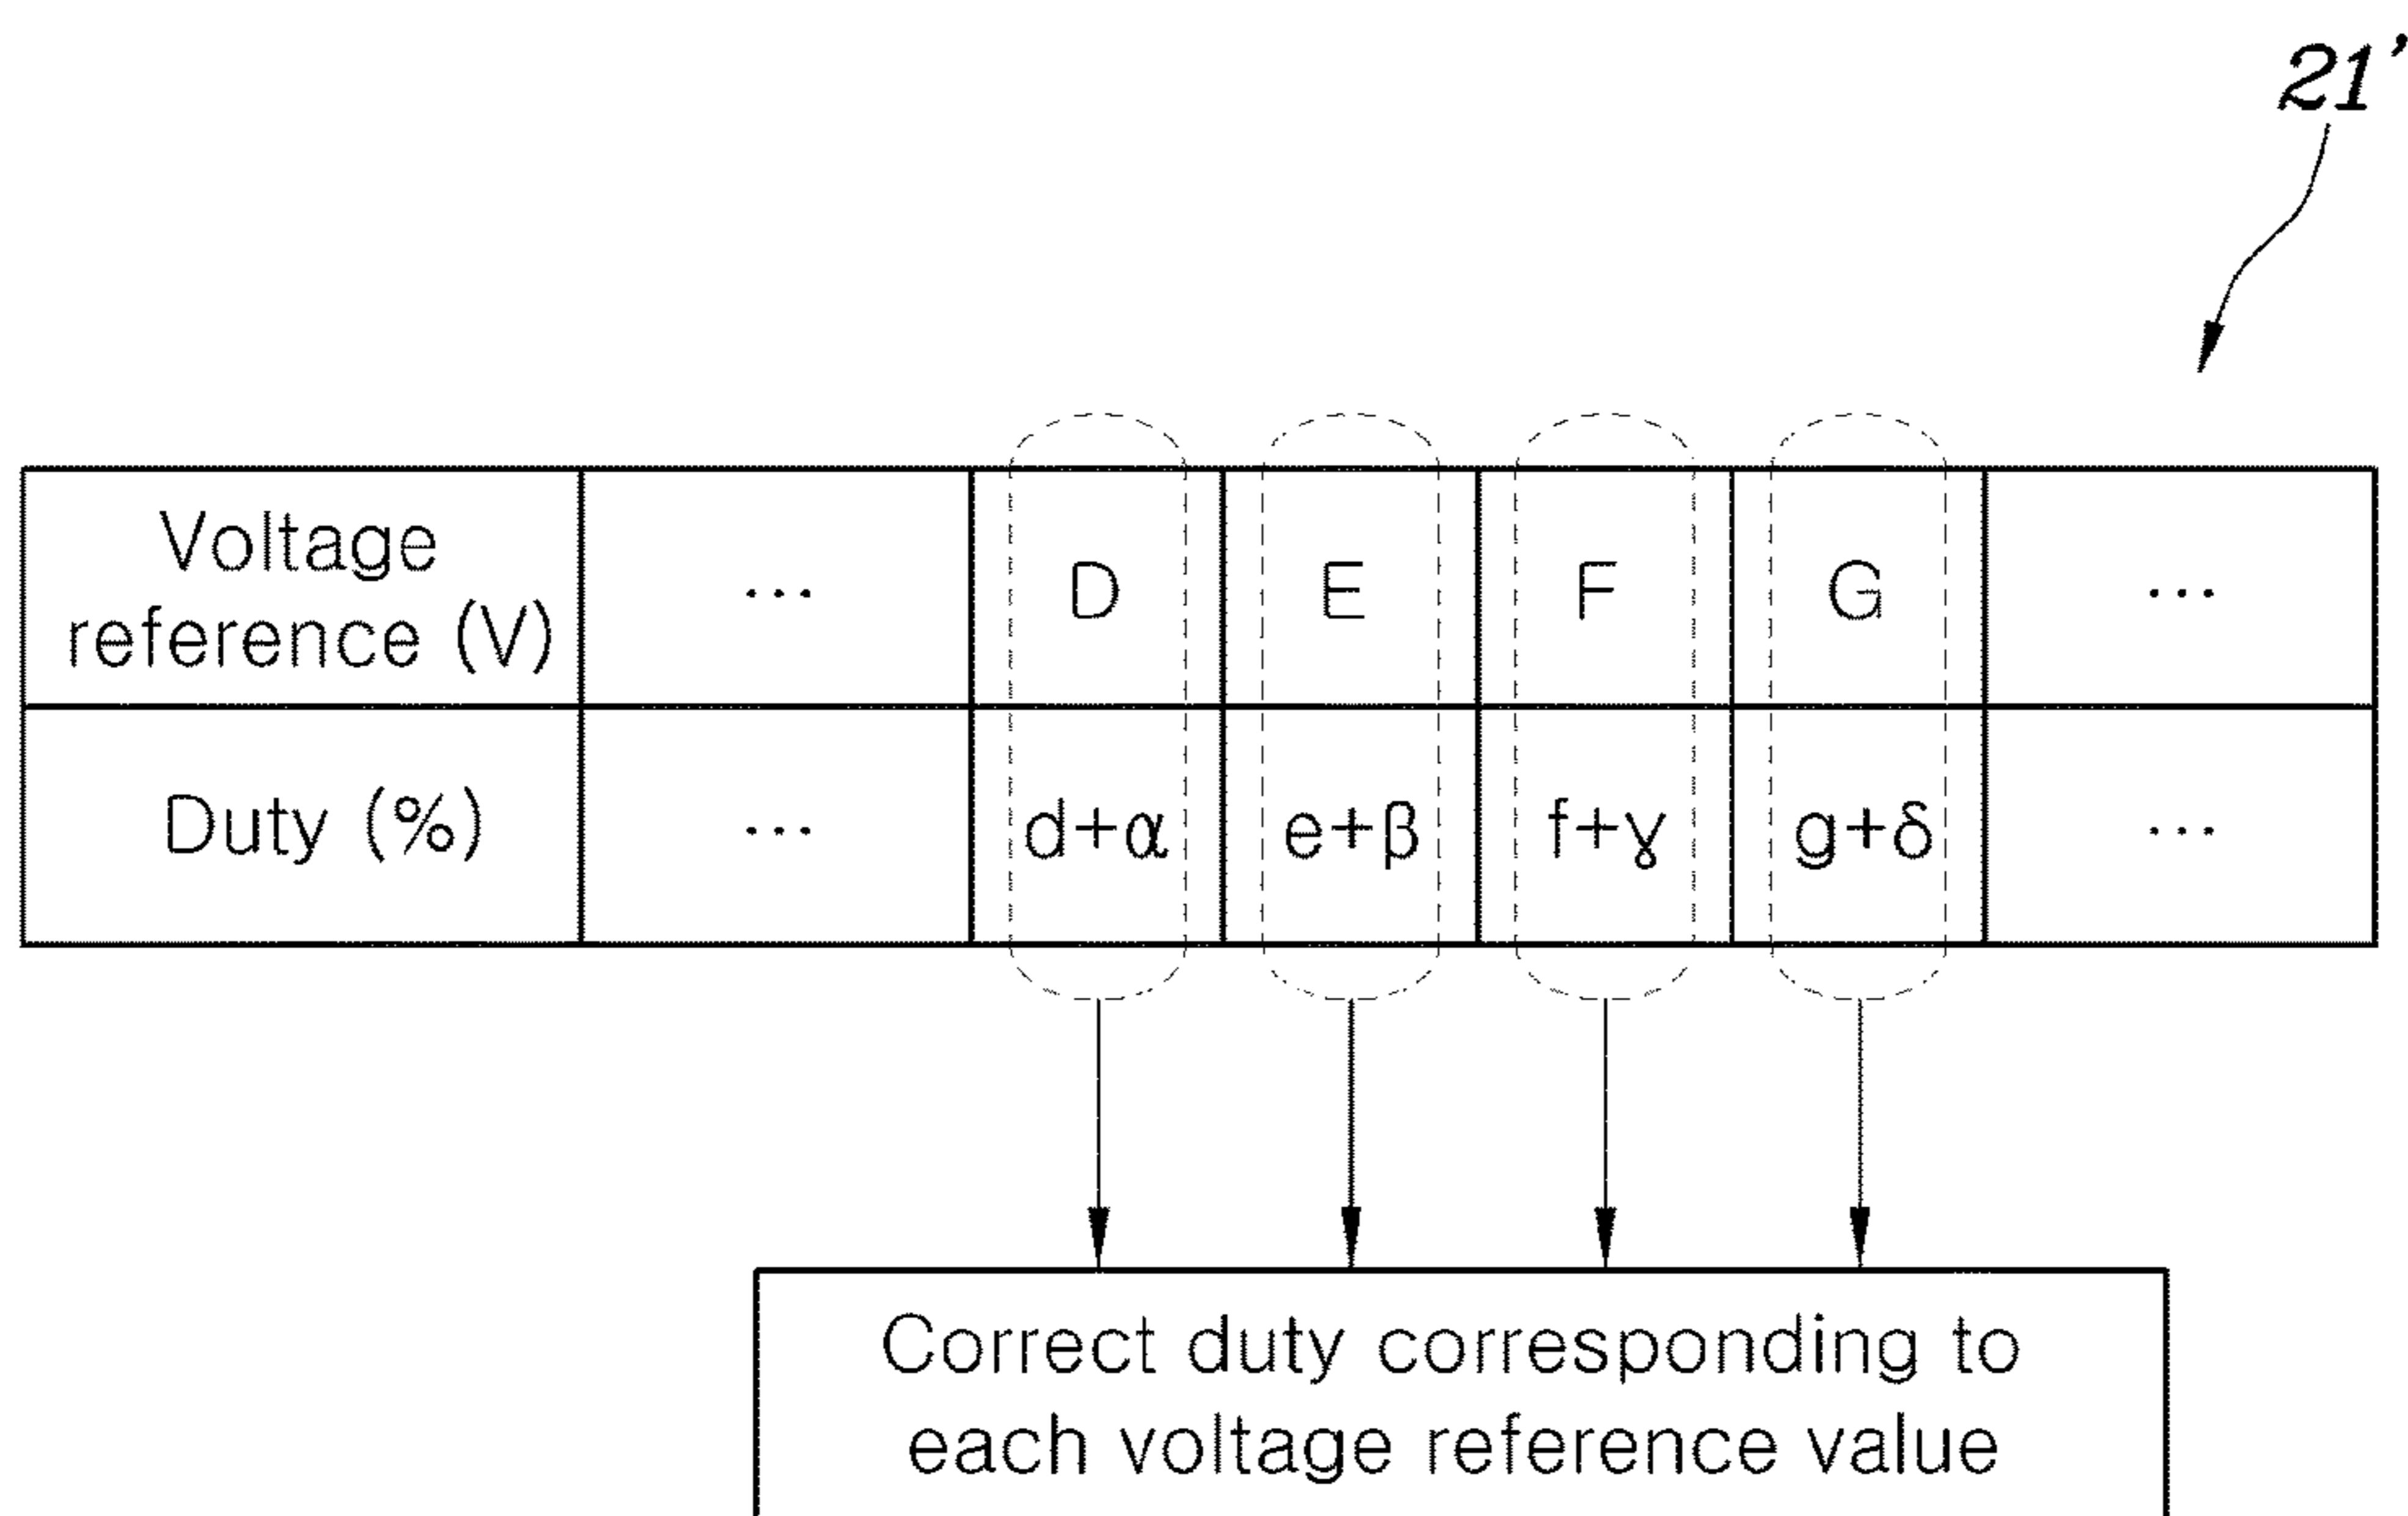 21’
Voltage
reference (V) … D E F G …
Duty (%) … d+α e+β f+γ g+δ …
Correct duty corresponding to
each voltage reference value